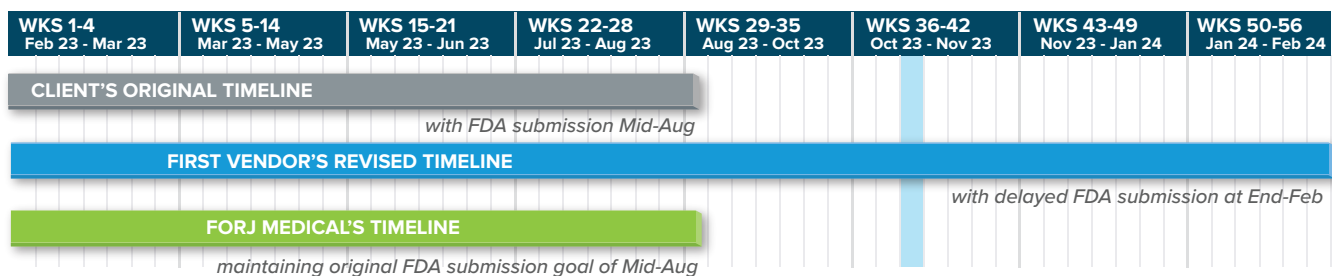 WKS 1-4 WKS 5-14 WKS 15-21 WKS 22-28 WKS 29-35 WKS 36-42 WKS 43-49 WKS 50-56
Feb 23 - Mar 23 Mar 23 - May 23 May 23 - Jun 23 Jul 23 - Aug 23 Aug 23 - Oct 23 Oct 23 - Nov 23 Nov 23 - Jan 24 Jan 24 - Feb 24
CLIENT'S ORIGINAL TIMELINE
with FDA submission Mid-Aug
FIRST VENDOR'S REVISED TIMELINE
with delayed FDA submission at End-Feb
FORJ MEDICAL'S TIMELINE
maintaining original FDA submission goal of Mid-Aug